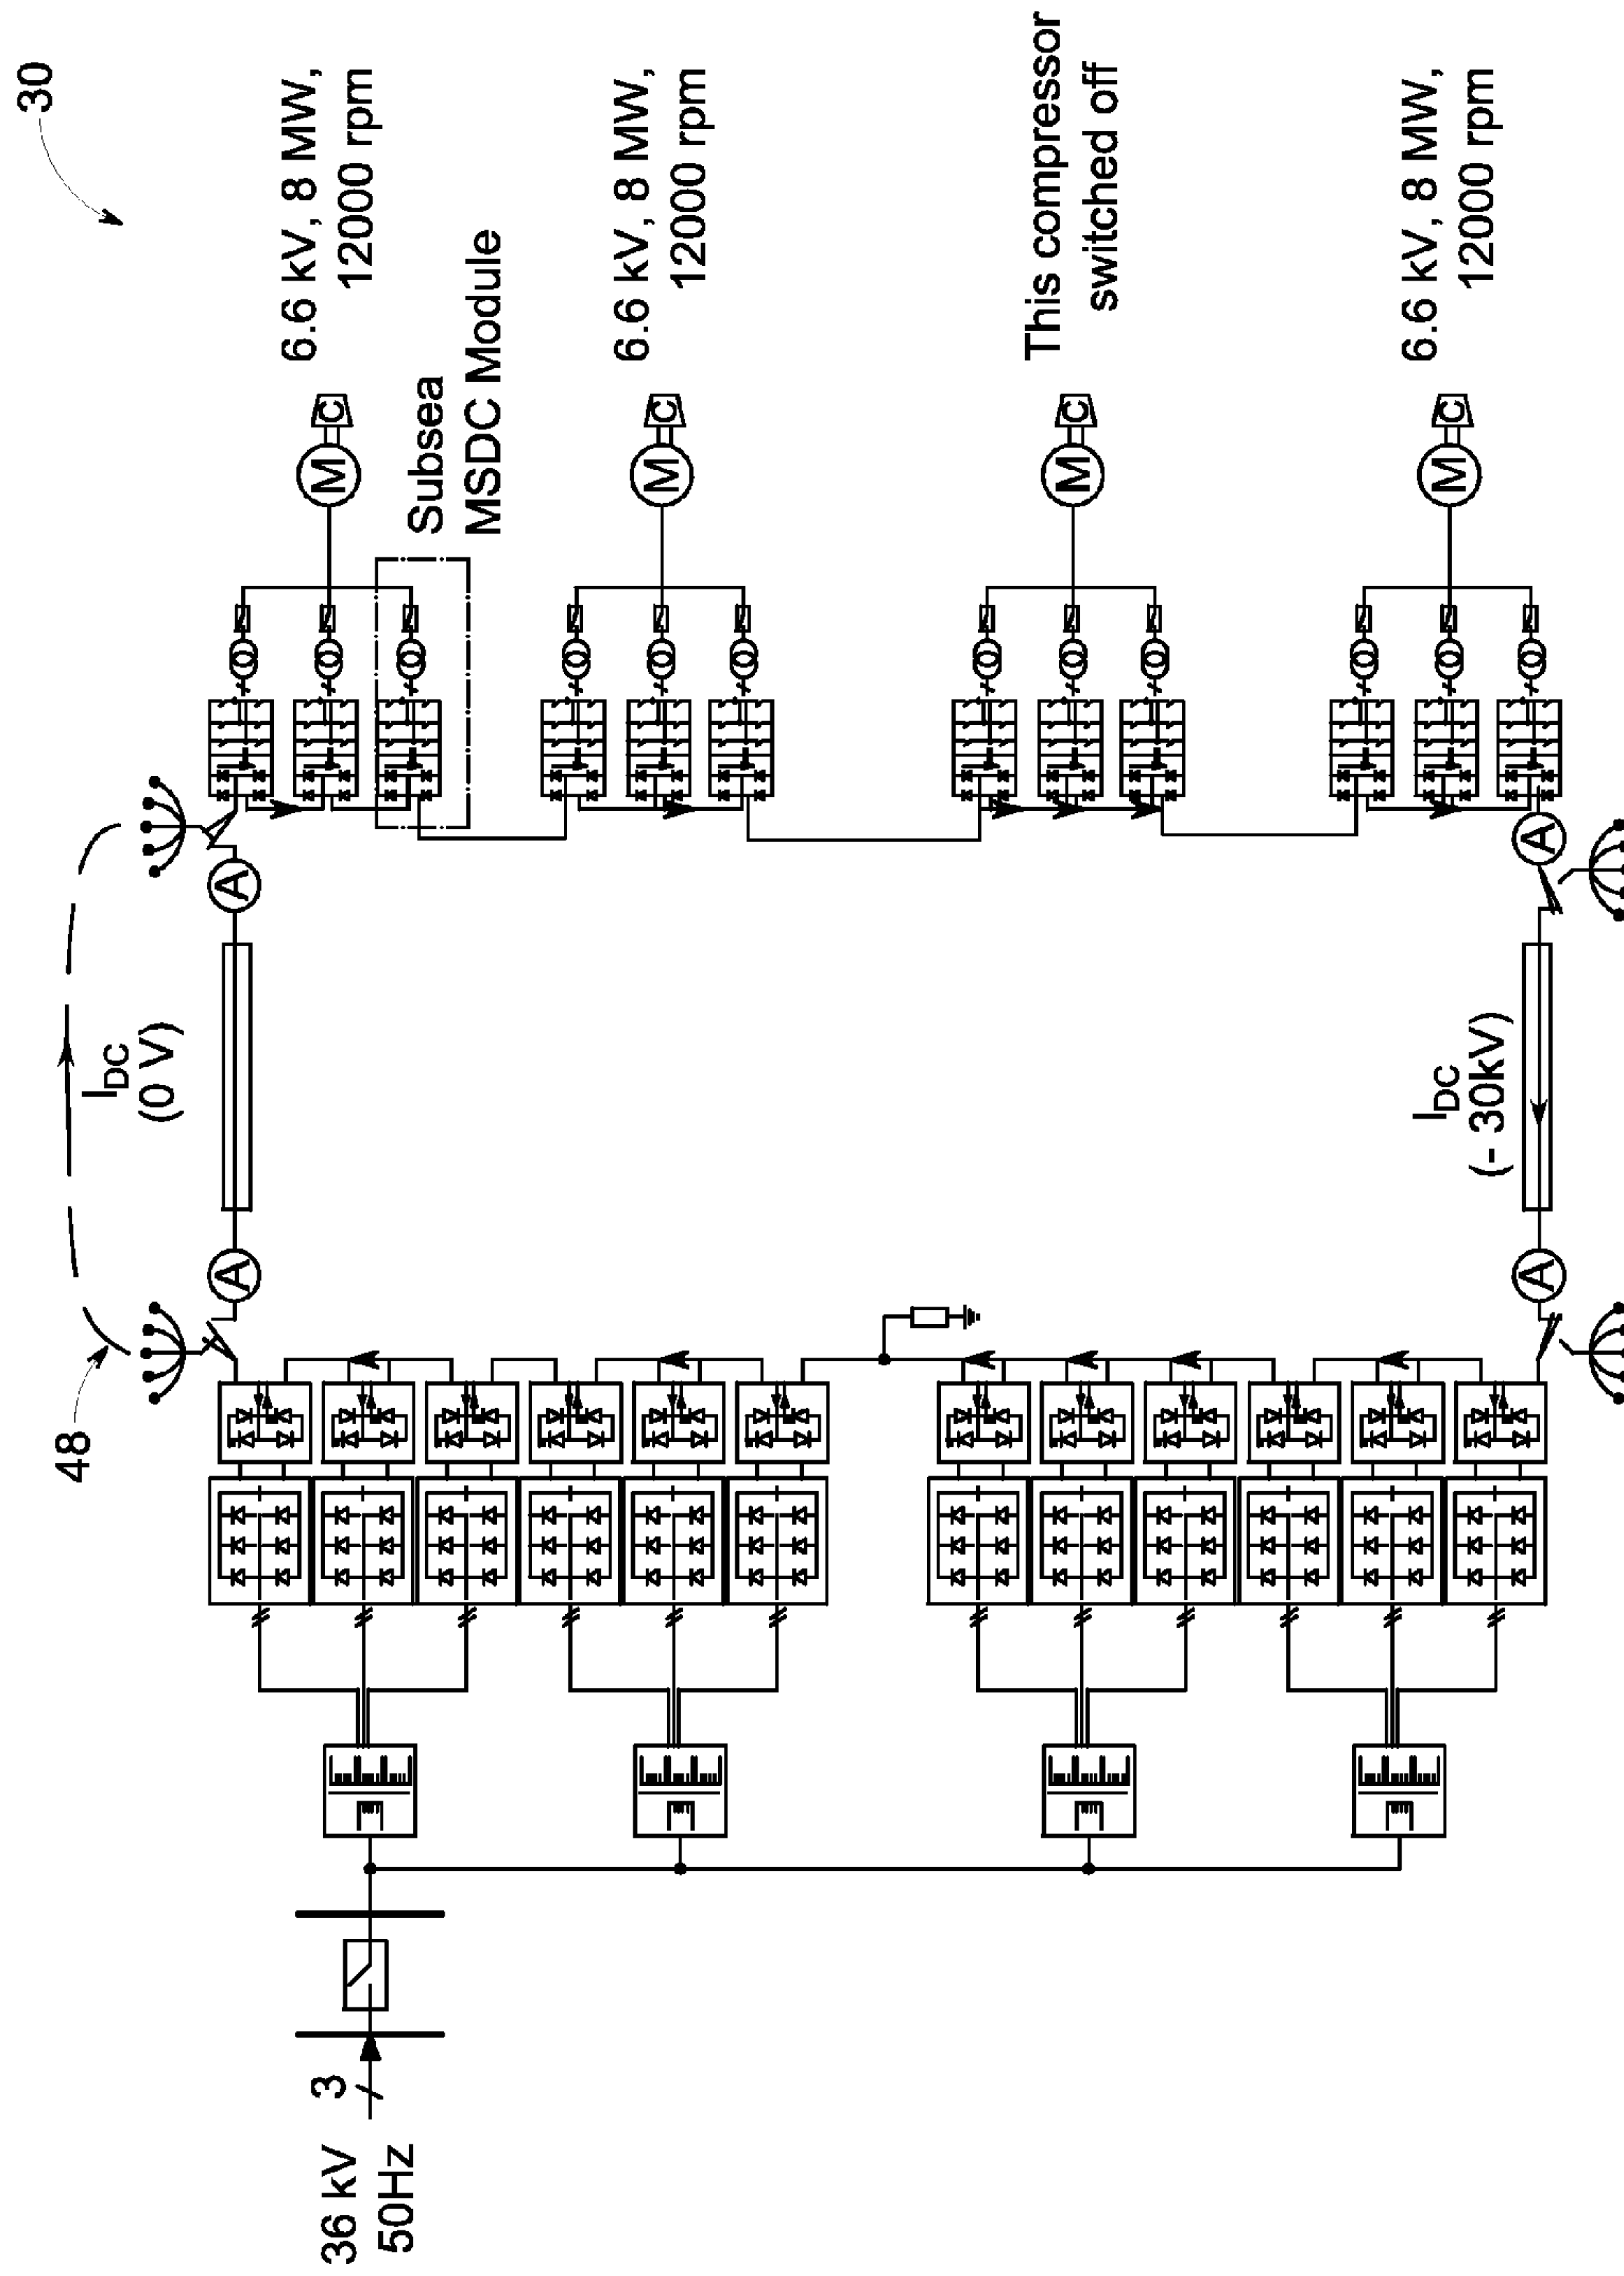 30
6.6 kV, 8 MW,
12000 rpm
6.6 kV, 8 MW,
12000 rpm
This compressor
switched off
6.6 kV, 8 MW,
12000 rpm
Subsea
MSDC Module
M
C
M
C
M
C
M
C
A
A
I_DC
(0 V)
I_DC
(- 30kV)
A
A
48
3
36 kV
50Hz